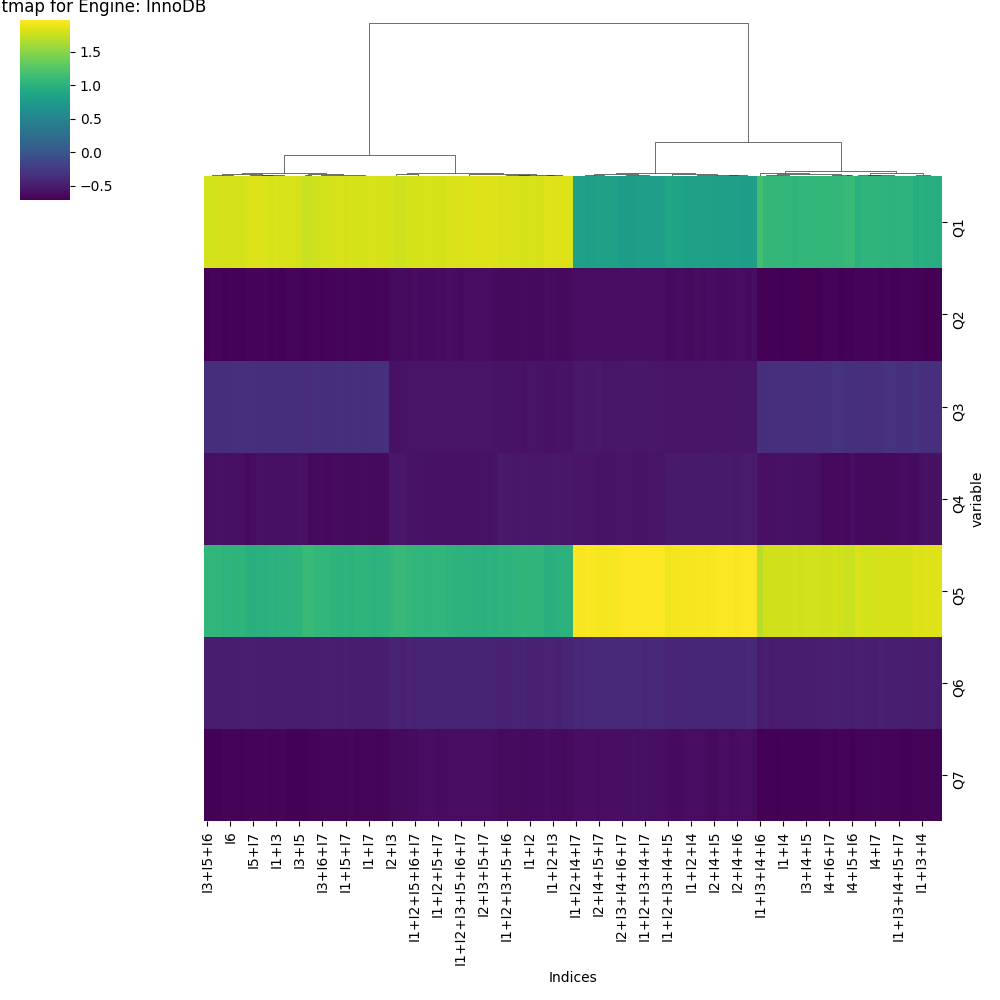 tmap for Engine: InnoDB
1.5
1.0
0.5
0.0
−0.5
Q1
Q2
Q3
Q4
Q5
Q6
Q7
variable
I3+I5+I6
I6
I5+I7
I1+I3
I3+I5
I3+I6+I7
I1+I5+I7
I1+I7
I2+I3
I1+I2+I5+I6+I7
I1+I2+I5+I7
I1+I2+I3+I5+I6+I7
I2+I3+I5+I7
I1+I2+I3+I5+I6
I1+I2
I1+I2+I3
I1+I2+I4+I7
I2+I4+I5+I7
I2+I3+I4+I6+I7
I1+I2+I3+I4+I7
I1+I2+I3+I4+I5
I1+I2+I4
I2+I4+I5
I2+I4+I6
I1+I3+I4+I6
I1+I4
I3+I4+I5
I4+I6+I7
I4+I5+I6
I4+I7
I1+I3+I4+I5+I7
I1+I3+I4
Indices